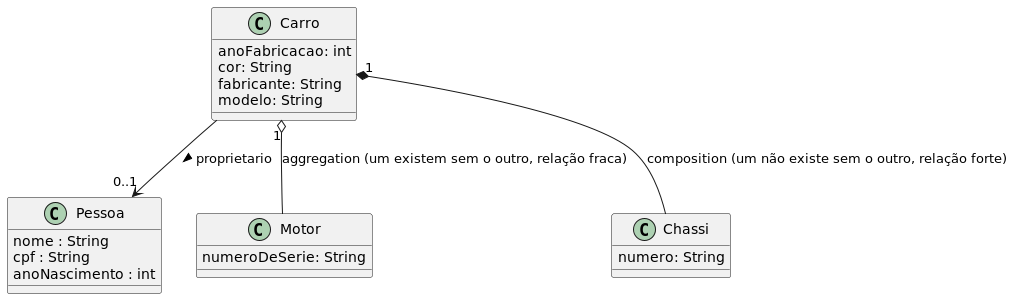 C Carro
anoFabricacao: int
cor: String
fabricante: String
modelo: String
1
1
proprietario
aggregation (um existem sem o outro, relação fraca)
composition (um não existe sem o outro, relação forte)
0..1
C Pessoa
nome : String
cpf : String
anoNascimento : int
C Motor
numeroDeSerie: String
C Chassi
numero: String